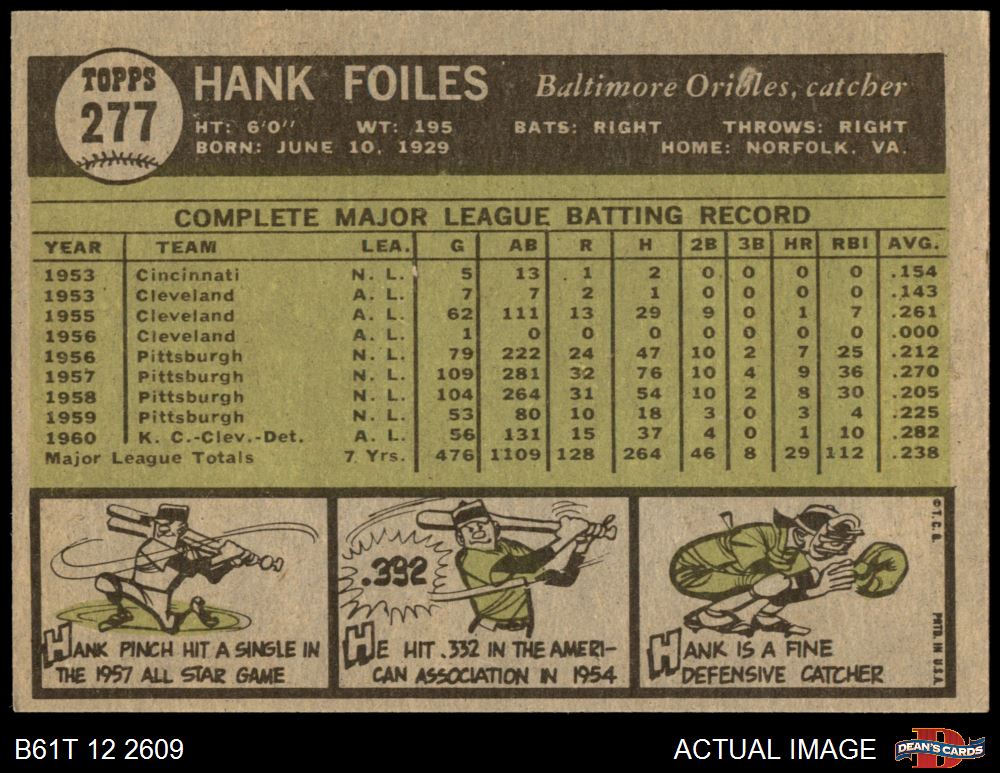 TOPPS
277
HANK FOILES Baltimore Orioles, catcher
HT: 6'0" WT: 195 BATS: RIGHT THROWS: RIGHT
BORN: JUNE 10, 1929 HOME: NORFOLK, VA.
COMPLETE MAJOR LEAGUE BATTING RECORD
YEAR TEAM LEA. G AB R H 2B 3B HR RBI AVG.
1953 Cincinnati N. L. 5 13 1 2 0 0 0 0 .154
1953 Cleveland A. L. 7 7 2 1 0 0 0 0 .143
1955 Cleveland A. L. 62 111 13 29 9 0 1 7 .261
1956 Cleveland A. L. 1 0 0 0 0 0 0 0 .000
1956 Pittsburgh N. L. 79 222 24 47 10 2 7 25 .212
1957 Pittsburgh N. L. 109 281 32 76 10 4 9 36 .270
1958 Pittsburgh N. L. 104 264 31 54 10 2 8 30 .205
1959 Pittsburgh N. L. 53 80 10 18 3 0 3 4 .225
1960 K. C.-Clev.-Det. A. L. 56 131 15 37 4 0 1 10 .282
Major League Totals 7 Yrs. 476 1109 128 264 46 8 29 112 .238
HANK PINCH HIT A SINGLE IN
THE 1957 ALL STAR GAME
.392
HE HIT .332 IN THE AMERI-
CAN ASSOCIATION IN 1954
HANK IS A FINE
DEFENSIVE CATCHER
© T. C. G.
PRTD. IN U.S.A.
B61T 12 2609
ACTUAL IMAGE
DEAN'S CARDS